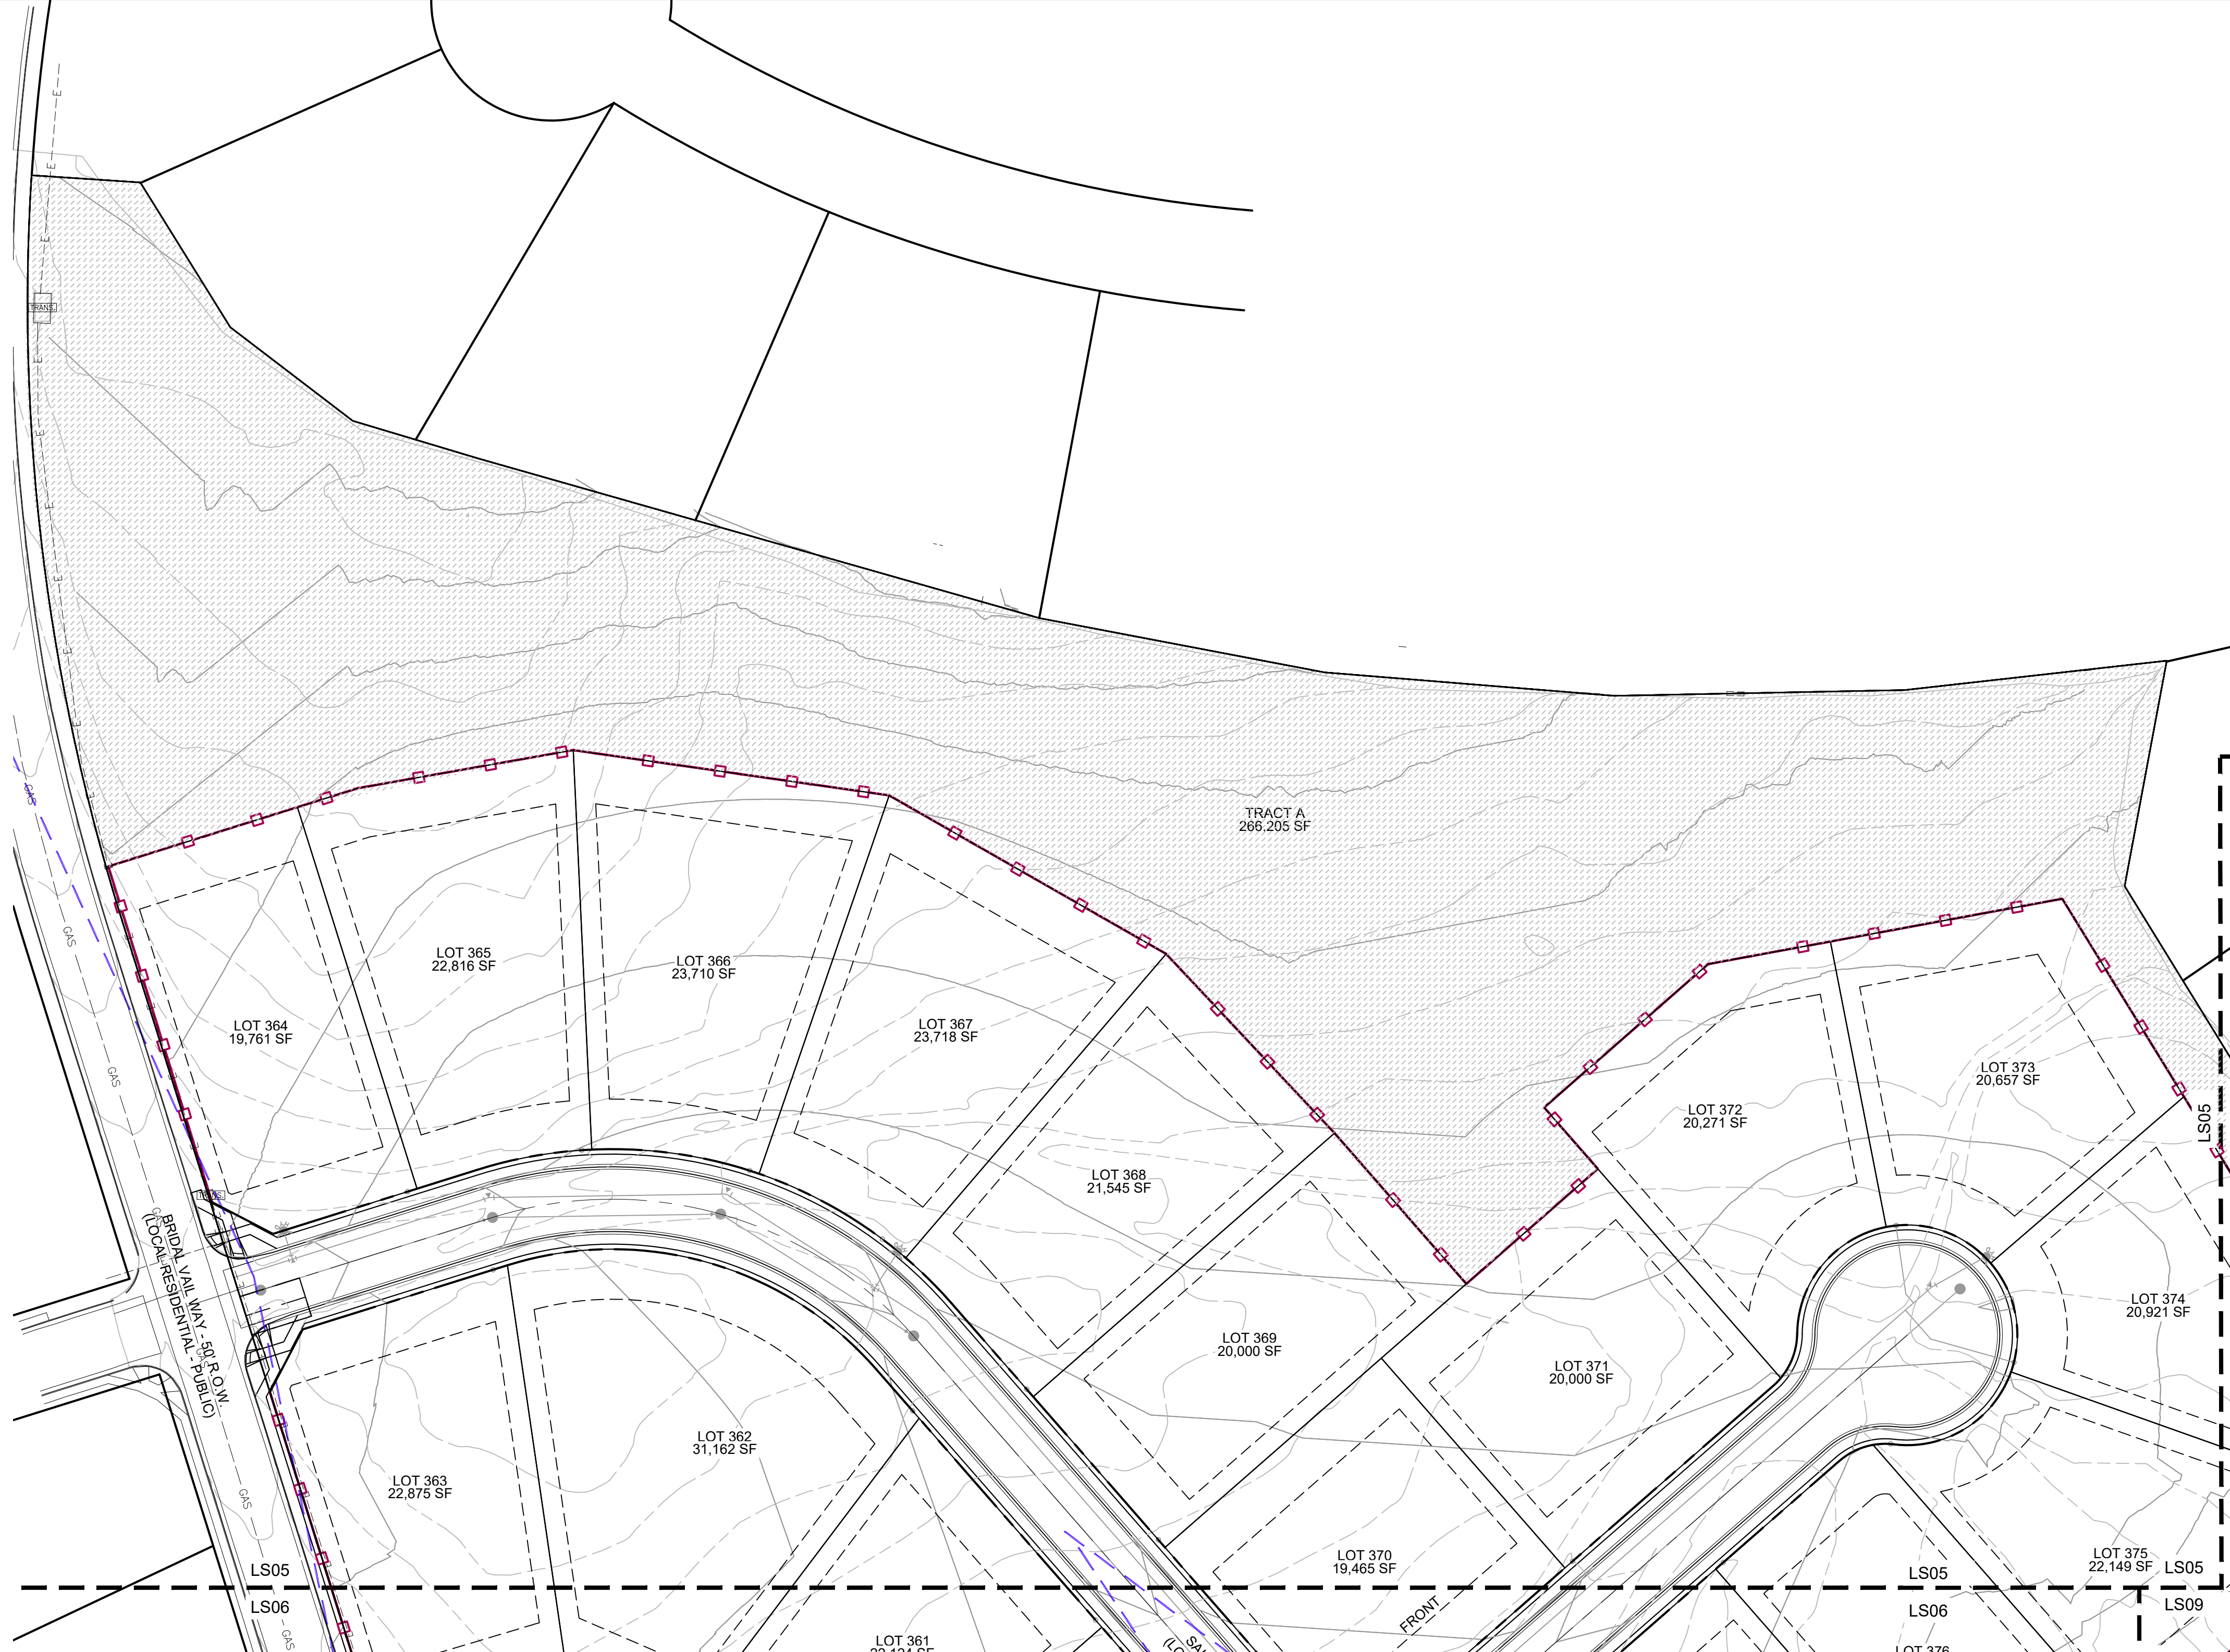 E
E
E
TRANS.
E
E
E
E
E
E
E
GAS
TRACT A
266.205 SF
LOT 365
22,816 SF
LOT 366
23,710 SF
GAS
LOT 364
19,761 SF
LOT 367
23,718 SF
GAS
LOT 373
20,657 SF
LOT 372
20,271 SF
LS05
LOT 368
21,545 SF
TRANS.
GAS
BRIDAL VAIL WAY - 50' R.O.W.
(LOCAL RESIDENTIAL - PUBLIC)
GAS
LOT 374
20,921 SF
LOT 369
20,000 SF
LOT 371
20,000 SF
LOT 362
31,162 SF
LOT 363
22,875 SF
GAS
LOT 370
19,465 SF
LOT 375
22,149 SF
LS05
LS05
LS05
LS06
LS06
LS09
FRONT
GAS
LOT 361
LOT 376